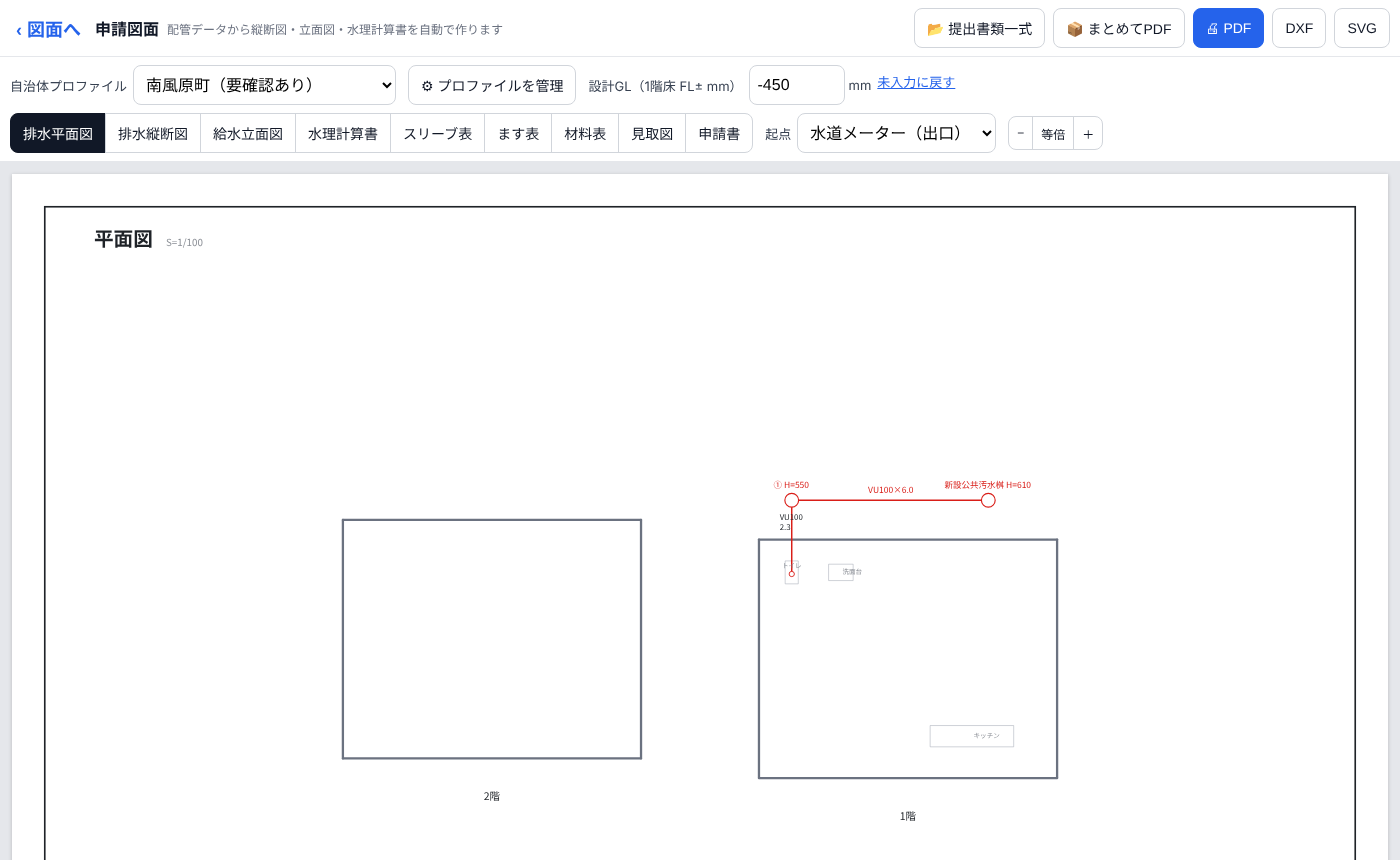 ‹ 図面へ 申請図面 配管データから縦断図・立面図・水理計算書を自動で作ります 📂 提出書類一式 📦 まとめてPDF 🖨 PDF DXF SVG
自治体プロファイル 南風原町（要確認あり） ⚙ プロファイルを管理 設計GL（1階床 FL± mm） -450 mm 未入力に戻す
排水平面図 排水縦断図 給水立面図 水理計算書 スリーブ表 ます表 材料表 見取図 申請書 起点 水道メーター（出口） − 等倍 ＋
平面図 S=1/100
① H=550 VU100×6.0 新設公共汚水桝 H=610
VU100
2.3
トイレ 洗面台
キッチン
2階
1階